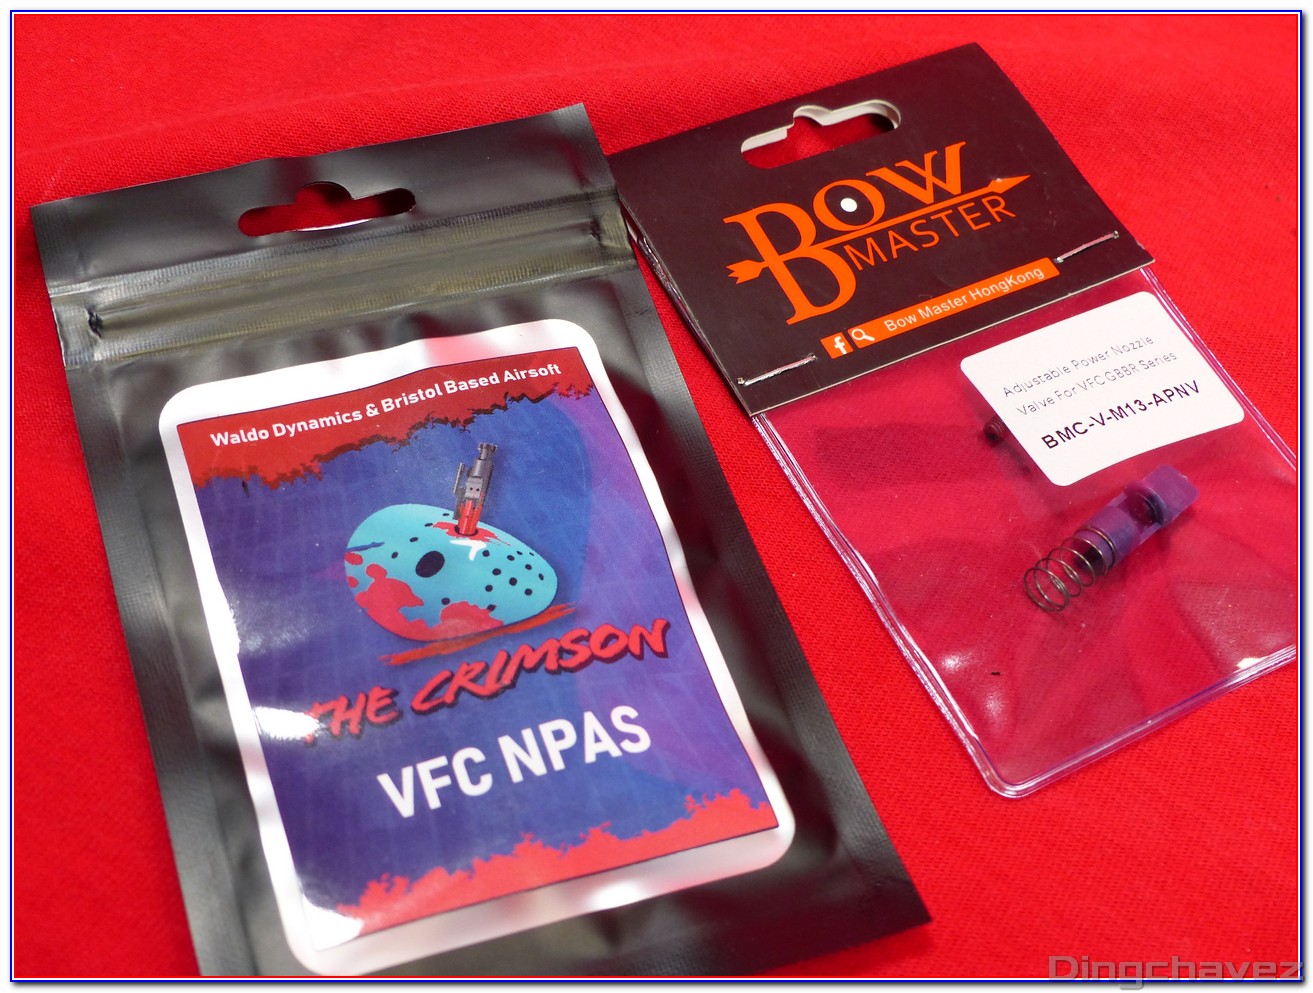 Waldo Dynamics & Bristol Based Airsoft
THE CRIMSON
VFC NPAS
BOW
MASTER
f Bow Master HongKong
Adjustable Power Nozzle
Valve For VFC GBBR Series
BMC-V-M13-APNV
Dingchavez